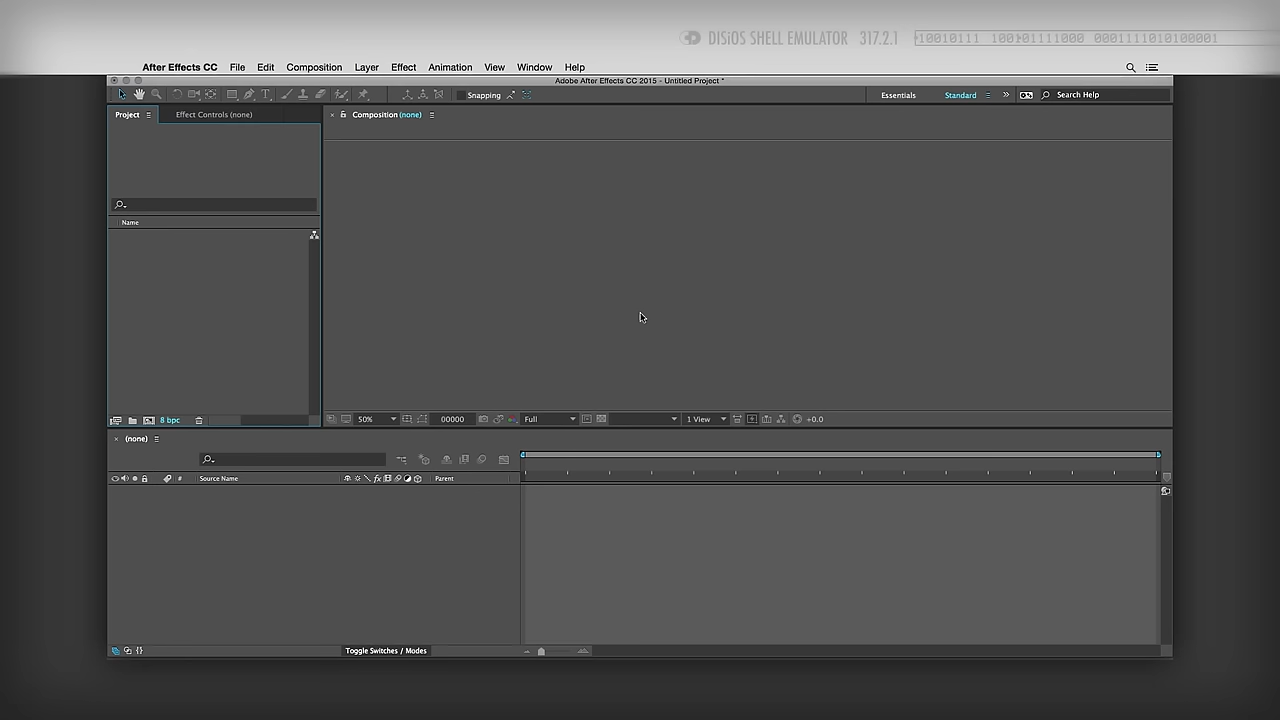 DISiOS SHELL EMULATOR 317.2.1
After Effects CC File Edit Composition Layer Effect Animation View Window Help
Adobe After Effects CC 2015 - Untitled Project *
Snapping Essentials Standard Search Help
Project Effect Controls (none) Composition (none)
Name
8 bpc 50% 00000 Full 1 View +0.0
(none)
# Source Name fx Parent
Toggle Switches / Modes